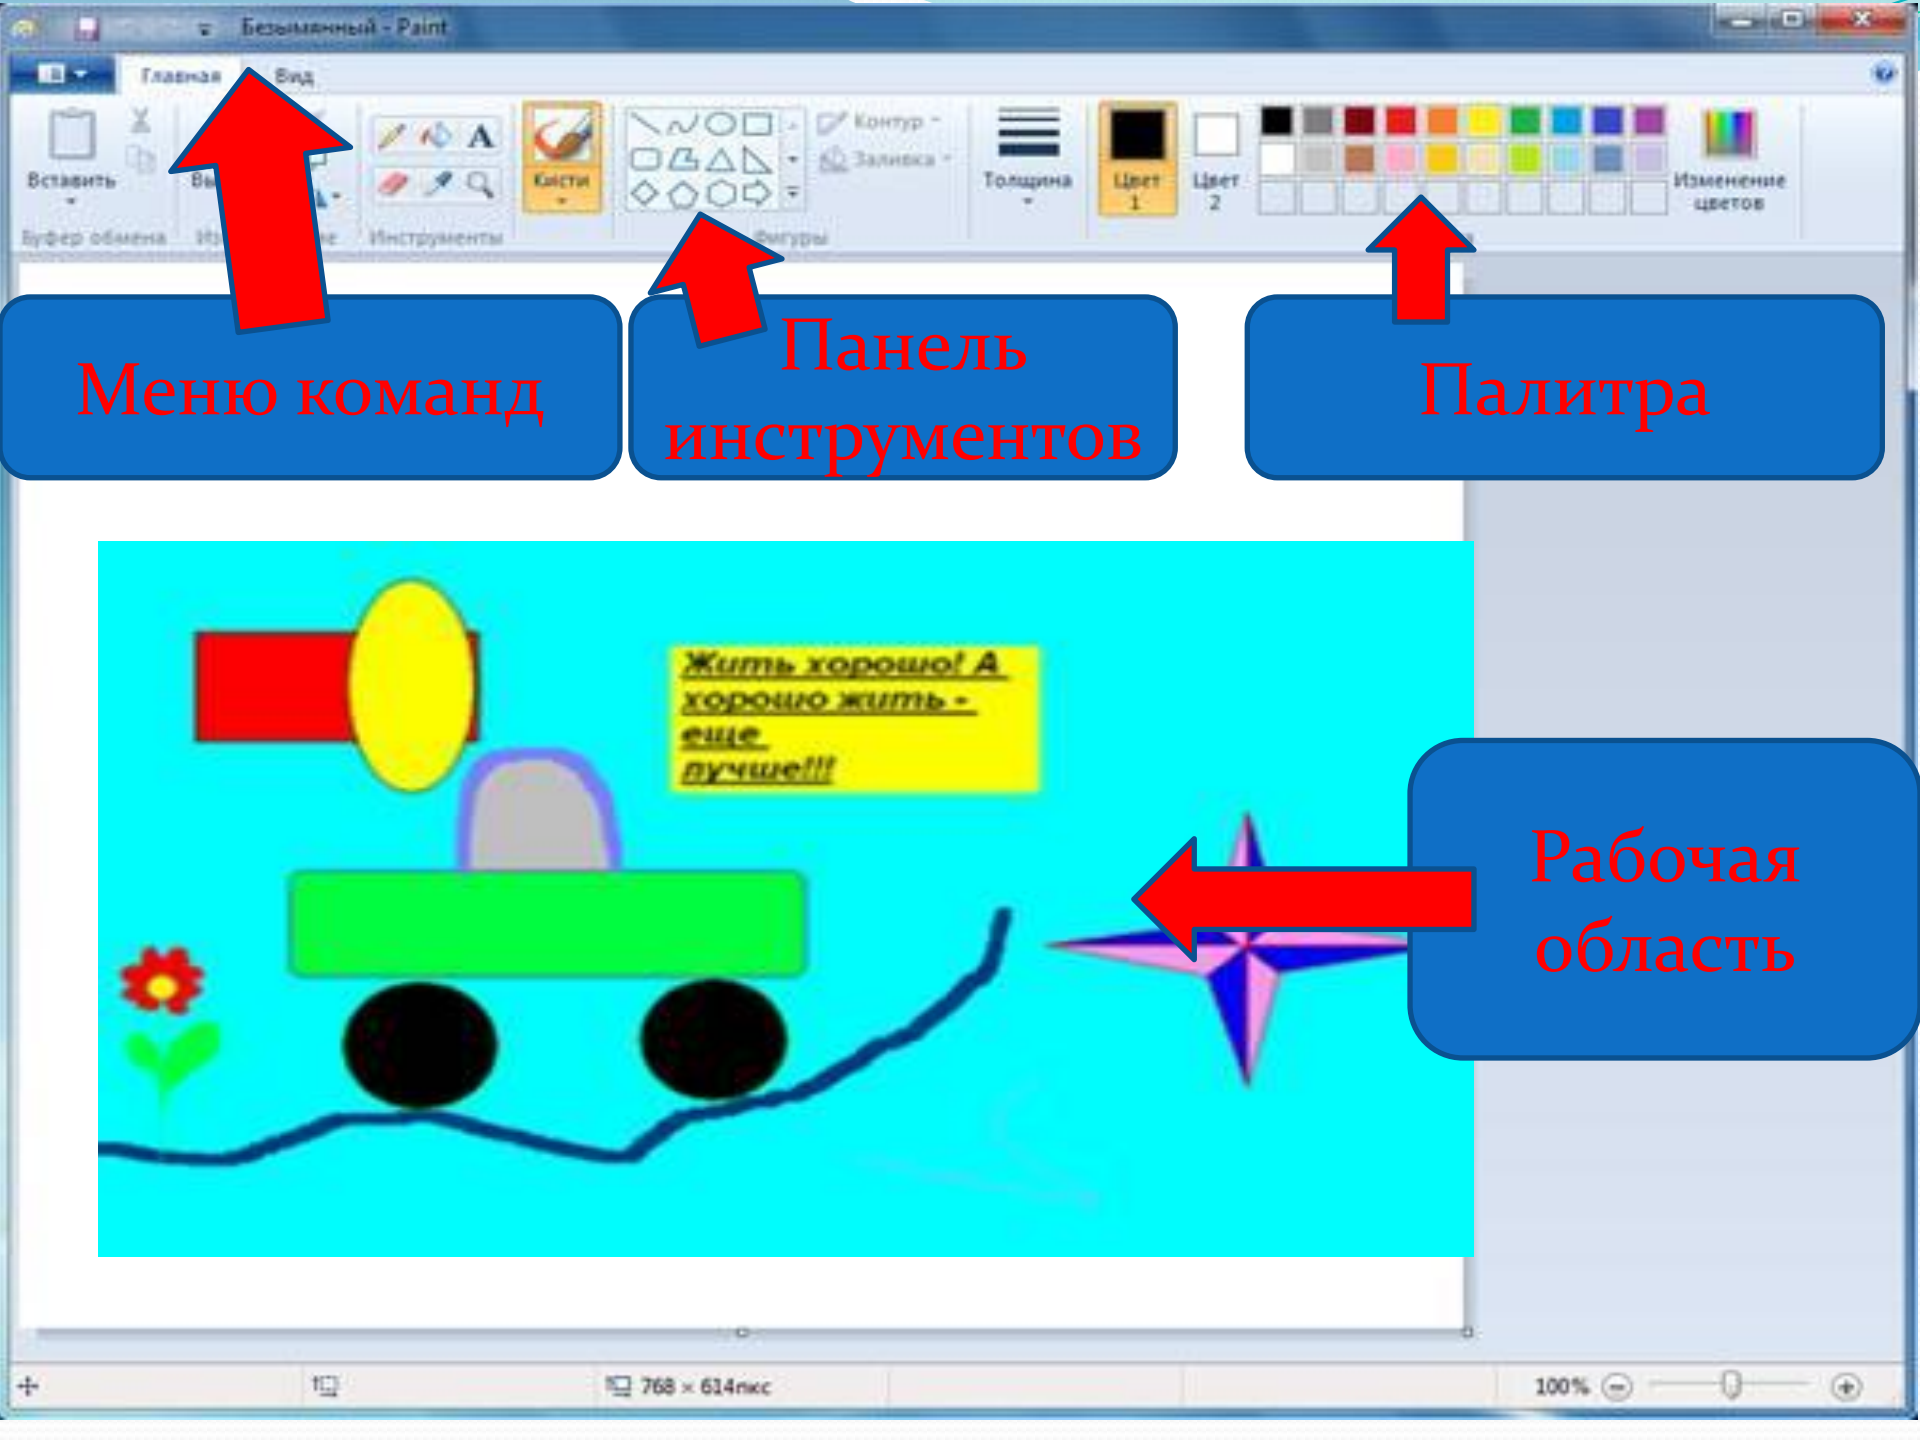 Безымянный - Paint
Главная Вид
Вставить
Кисти
Контур
Заливка
Толщина
Цвет
1
Цвет
2
Изменение
цветов
Буфер обмена
Инструменты
Фигуры
Меню команд
Панель
инструментов
Палитра
Жить хорошо! А
хорошо жить -
еще
лучше!!!
Рабочая
область
768 × 614пкс
100%